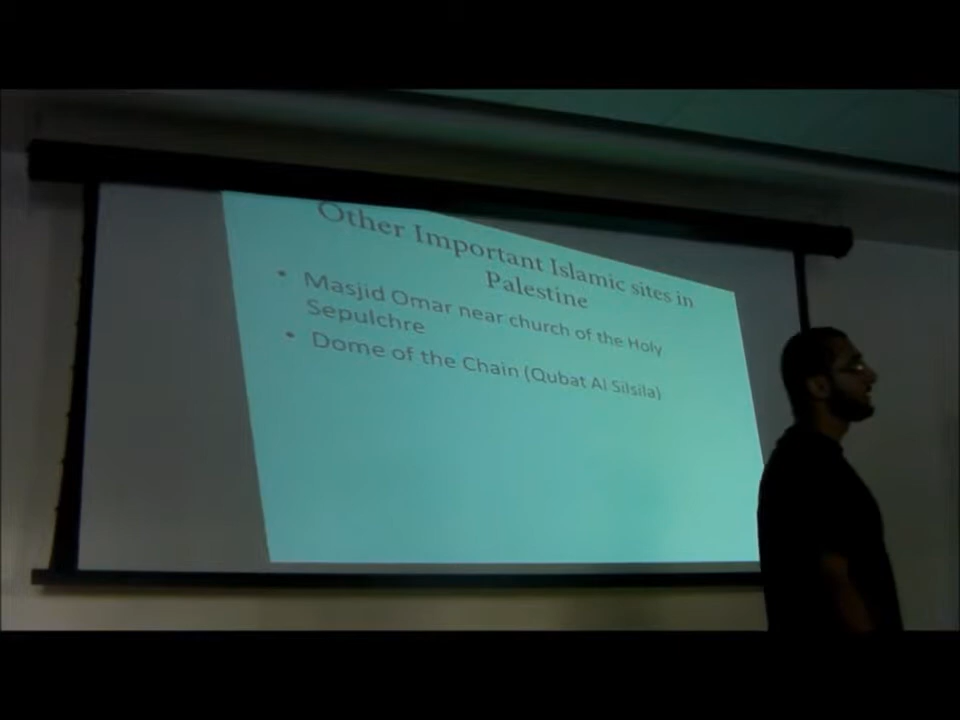 Other Important Islamic sites in
Palestine
• Masjid Omar near church of the Holy
Sepulchre
• Dome of the Chain (Qubat Al Silsila)